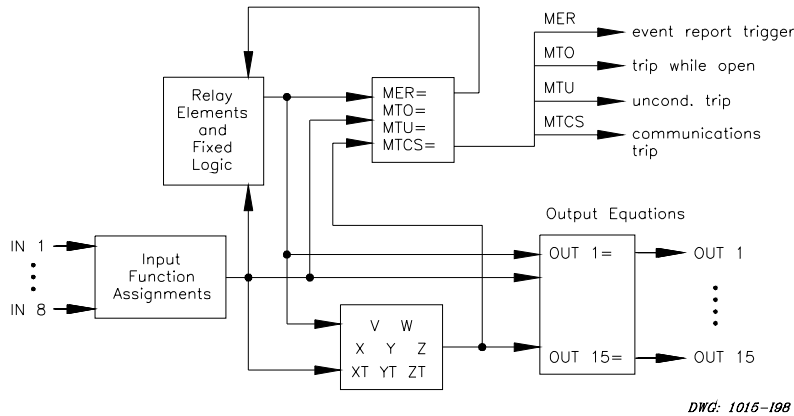 MER
event report trigger
MTO
trip while open
MTU
uncond. trip
MTCS
communications
trip
Relay
Elements
and
Fixed
Logic
MER=
MTO=
MTU=
MTCS=
Output Equations
IN 1
IN 8
Input
Function
Assignments
OUT 1=
OUT 15=
OUT 1
OUT 15
V W
X Y Z
XT YT ZT
DWG: 1015-I98